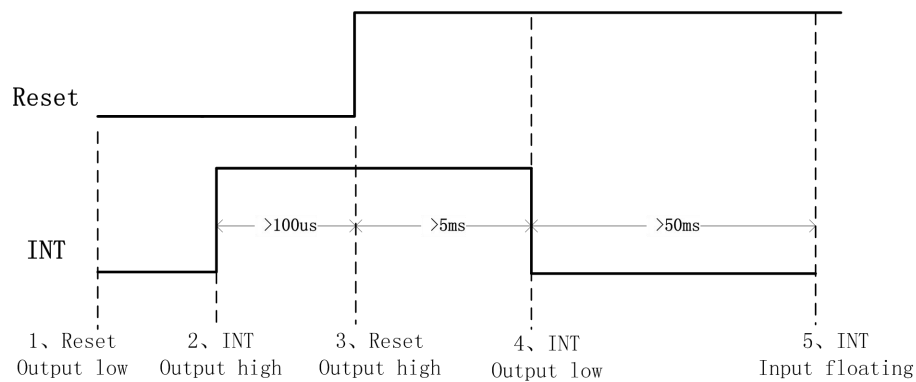 Reset
>100us
>5ms
>50ms
INT
1、Reset
Output low
2、INT
Output high
3、Reset
Output high
4、INT
Output low
5、INT
Input floating